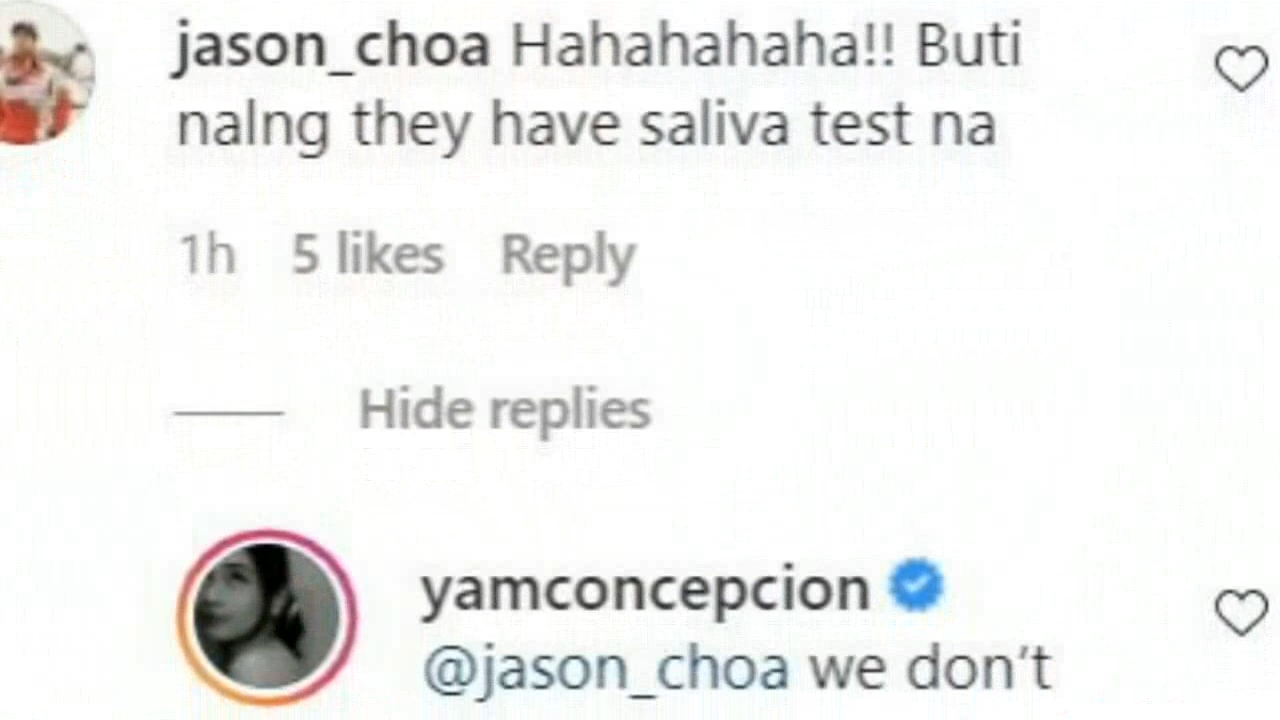 jason_choa Hahahahaha!! Buti
nalng they have saliva test na
1h 5 likes Reply
Hide replies
yamconcepcion
@jason_choa we don't